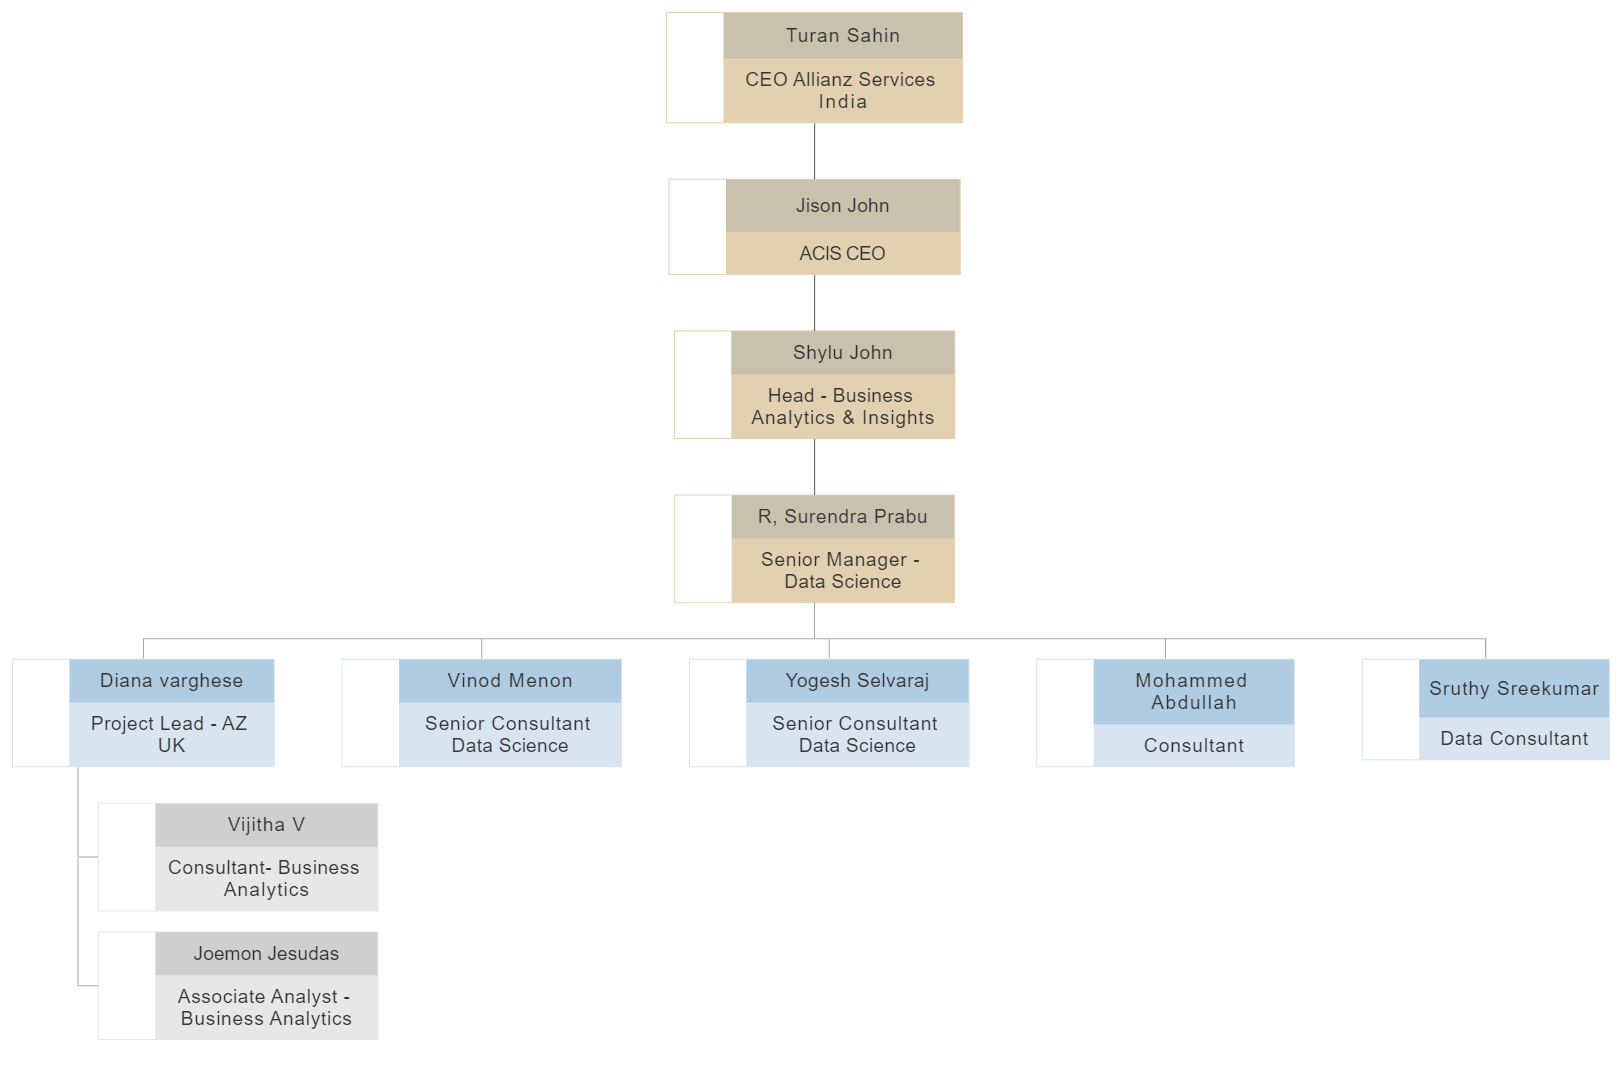 Turan Sahin
CEO Allianz Services
India
Jison John
ACIS CEO
Shylu John
Head - Business
Analytics & Insights
R, Surendra Prabu
Senior Manager -
Data Science
Diana varghese
Project Lead - AZ
UK
Vinod Menon
Senior Consultant
Data Science
Yogesh Selvaraj
Senior Consultant
Data Science
Mohammed
Abdullah
Consultant
Sruthy Sreekumar
Data Consultant
Vijitha V
Consultant- Business
Analytics
Joemon Jesudas
Associate Analyst -
Business Analytics